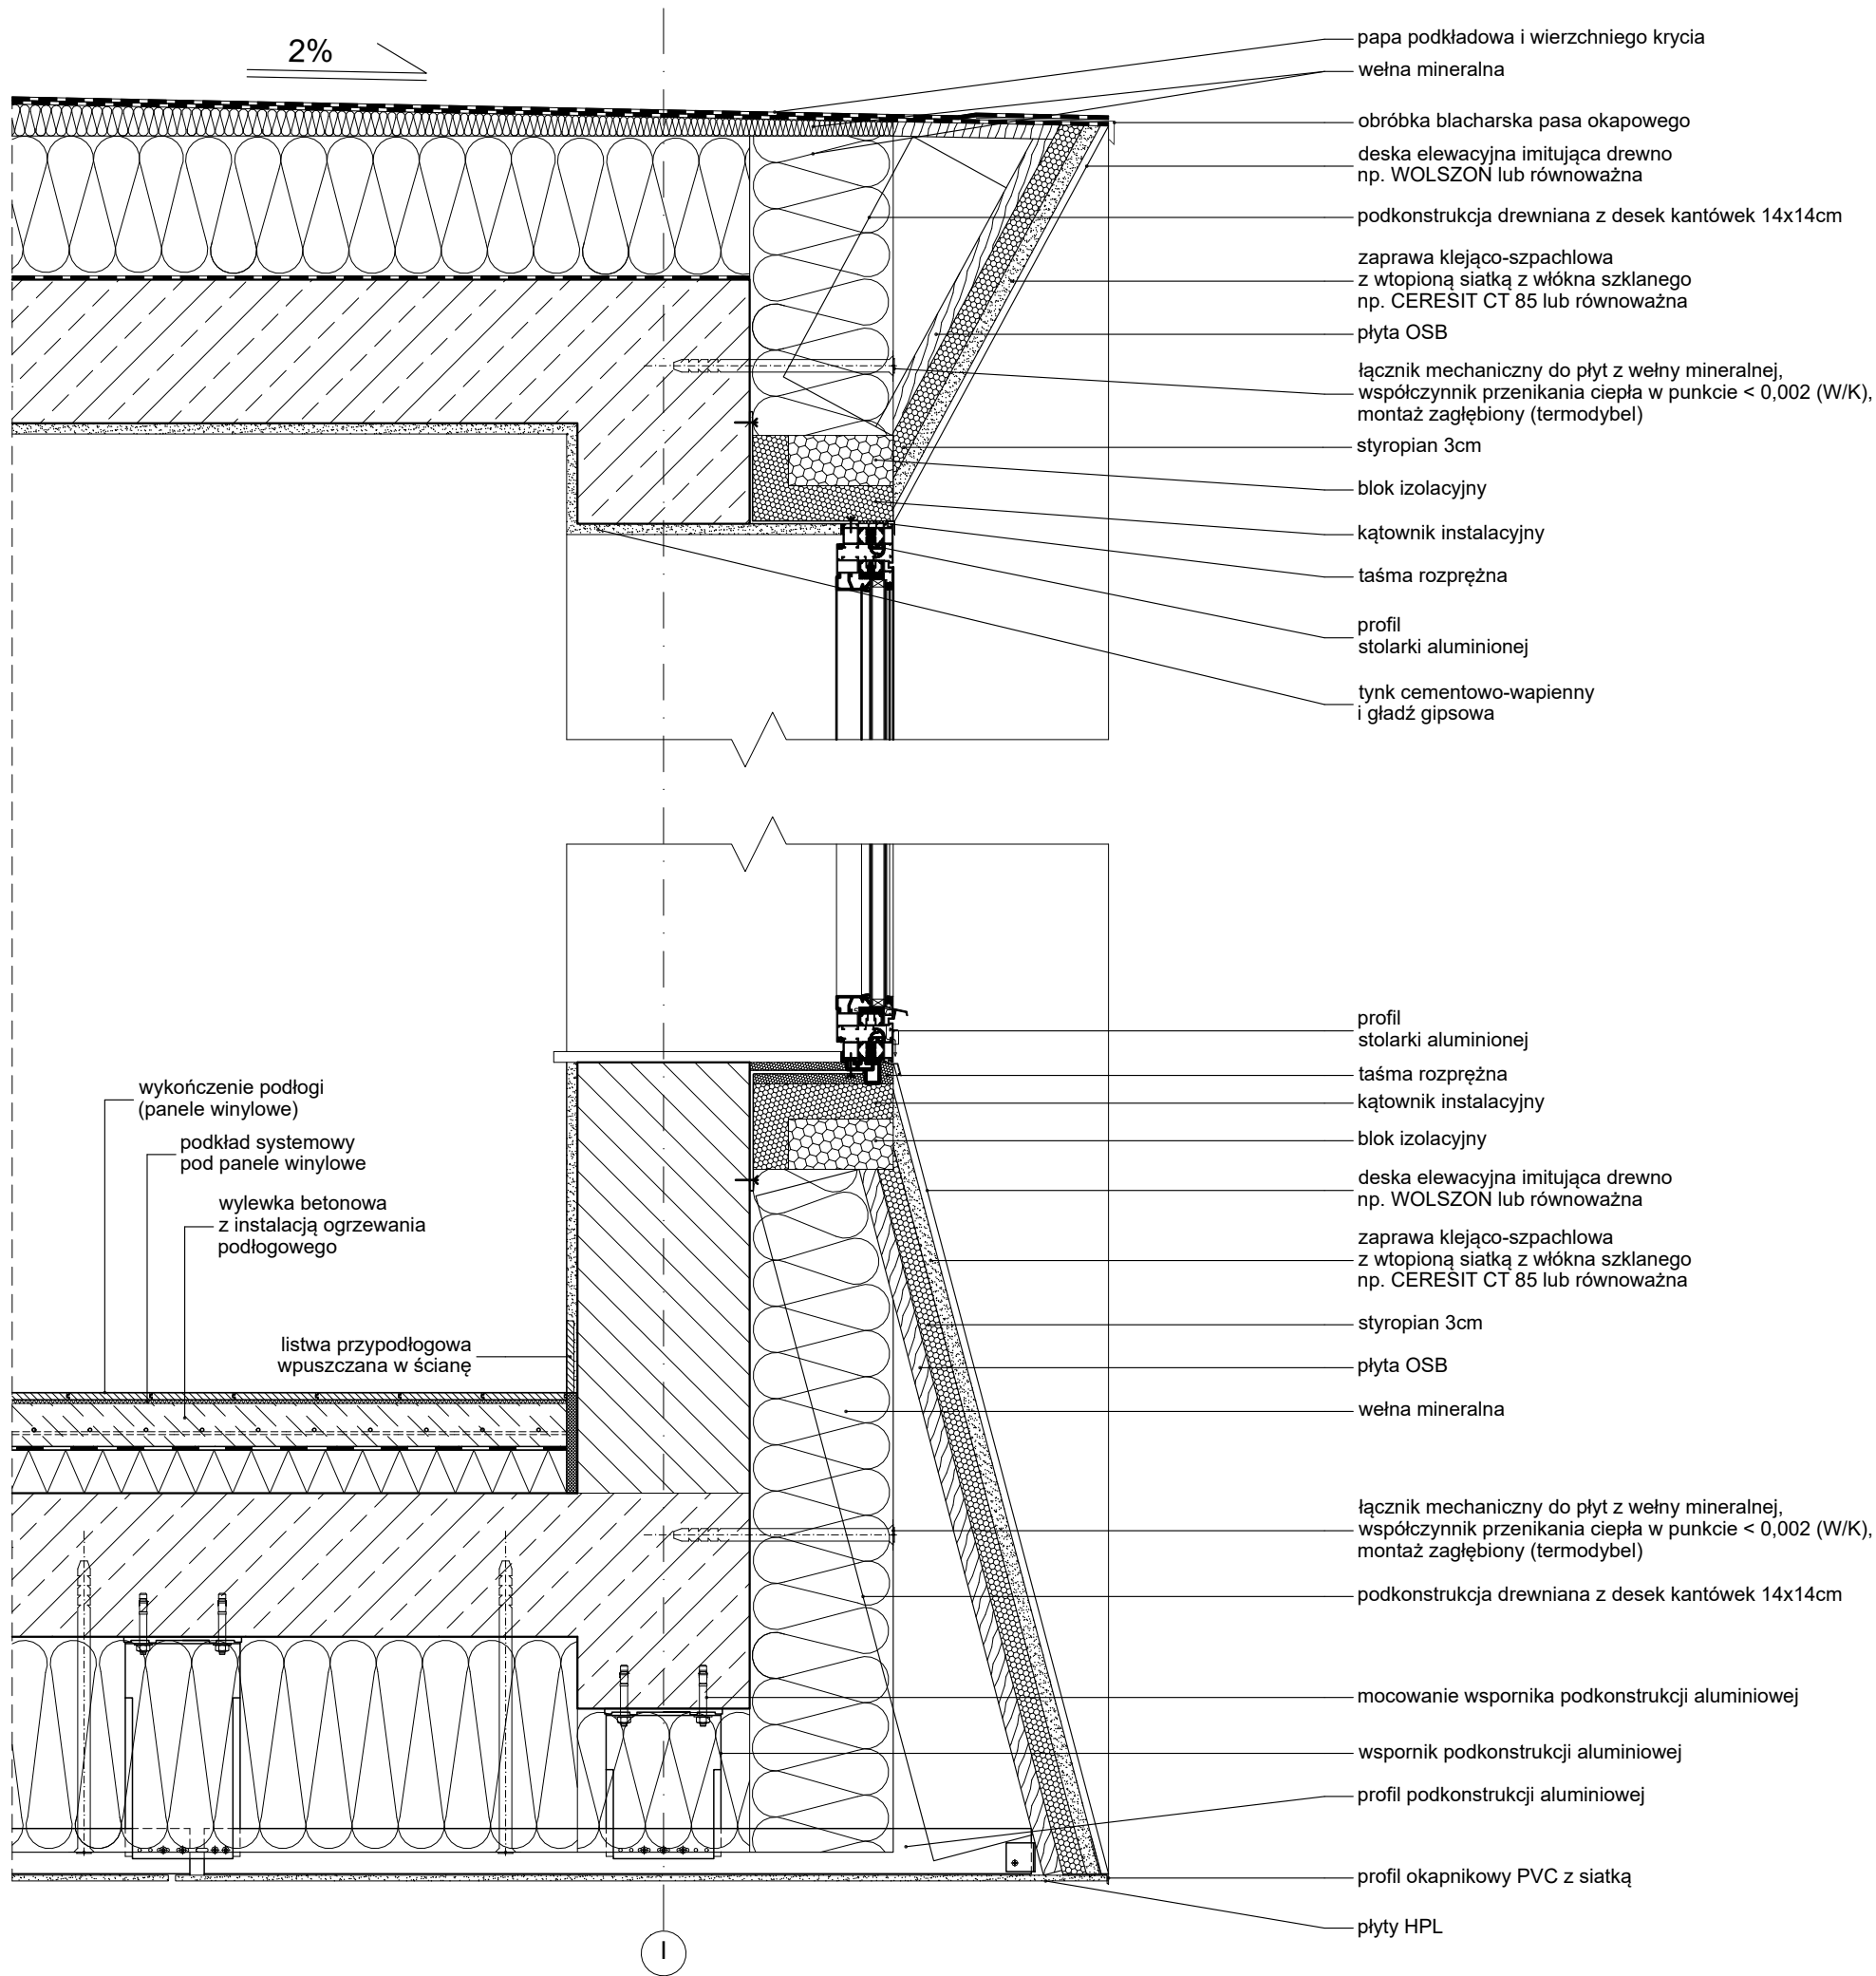 2%
papa podkładowa i wierzchniego krycia
wełna mineralna
obróbka blacharska pasa okapowego
deska elewacyjna imitująca drewno
np. WOLSZON lub równoważna
podkonstrukcja drewniana z desek kantówek 14x14cm
zaprawa klejąco-szpachlowa
z wtopioną siatką z włókna szklanego
np. CERESIT CT 85 lub równoważna
płyta OSB
łącznik mechaniczny do płyt z wełny mineralnej,
współczynnik przenikania ciepła w punkcie < 0,002 (W/K),
montaż zagłębiony (termodybel)
styropian 3cm
blok izolacyjny
kątownik instalacyjny
taśma rozprężna
profil
stolarki aluminionej
tynk cementowo-wapienny
i gładź gipsowa
profil
stolarki aluminionej
taśma rozprężna
kątownik instalacyjny
blok izolacyjny
deska elewacyjna imitująca drewno
np. WOLSZON lub równoważna
zaprawa klejąco-szpachlowa
z wtopioną siatką z włókna szklanego
np. CERESIT CT 85 lub równoważna
styropian 3cm
płyta OSB
wełna mineralna
łącznik mechaniczny do płyt z wełny mineralnej,
współczynnik przenikania ciepła w punkcie < 0,002 (W/K),
montaż zagłębiony (termodybel)
podkonstrukcja drewniana z desek kantówek 14x14cm
mocowanie wspornika podkonstrukcji aluminiowej
wspornik podkonstrukcji aluminiowej
profil podkonstrukcji aluminiowej
profil okapnikowy PVC z siatką
płyty HPL
wykończenie podłogi
(panele winylowe)
podkład systemowy
pod panele winylowe
wylewka betonowa
z instalacją ogrzewania
podłogowego
listwa przypodłogowa
wpuszczana w ścianę
I